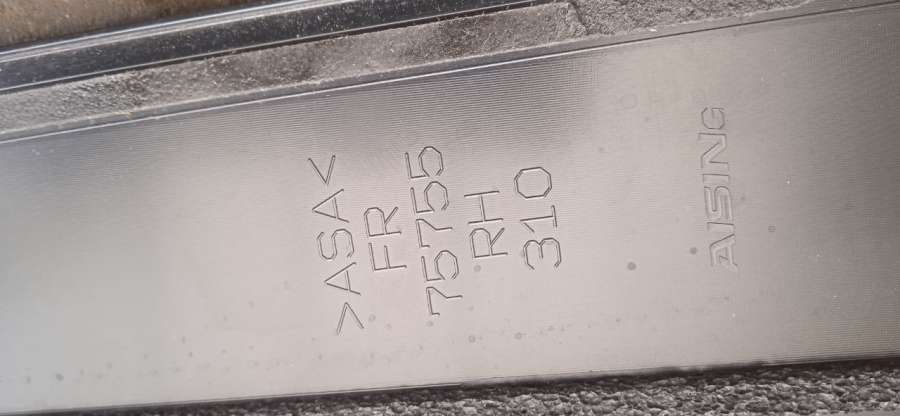 >ASA<
FR
75755
RH
310
AISIN